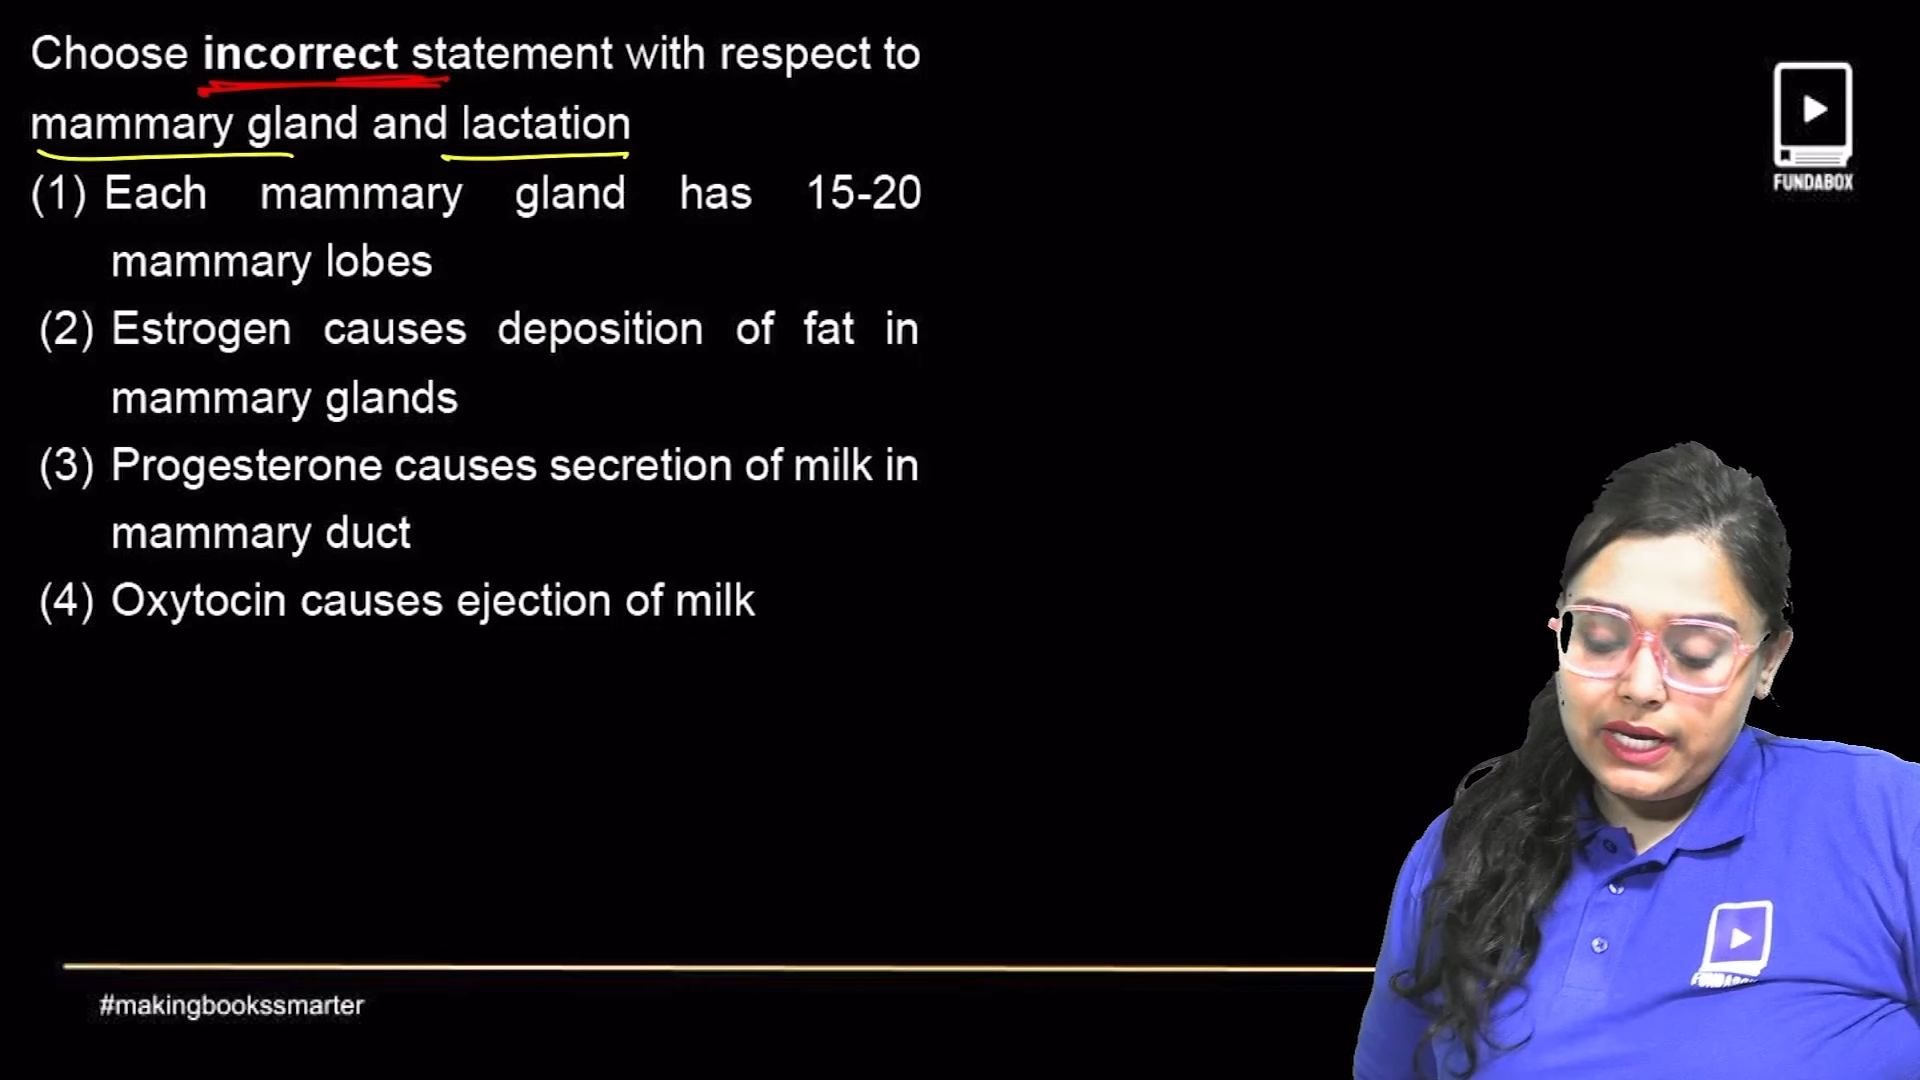 Choose incorrect statement with respect to
mammary gland and lactation
(1) Each mammary gland has 15-20
mammary lobes
(2) Estrogen causes deposition of fat in
mammary glands
(3) Progesterone causes secretion of milk in
mammary duct
(4) Oxytocin causes ejection of milk
FUNDABOX
FUNDABOX
#makingbookssmarter